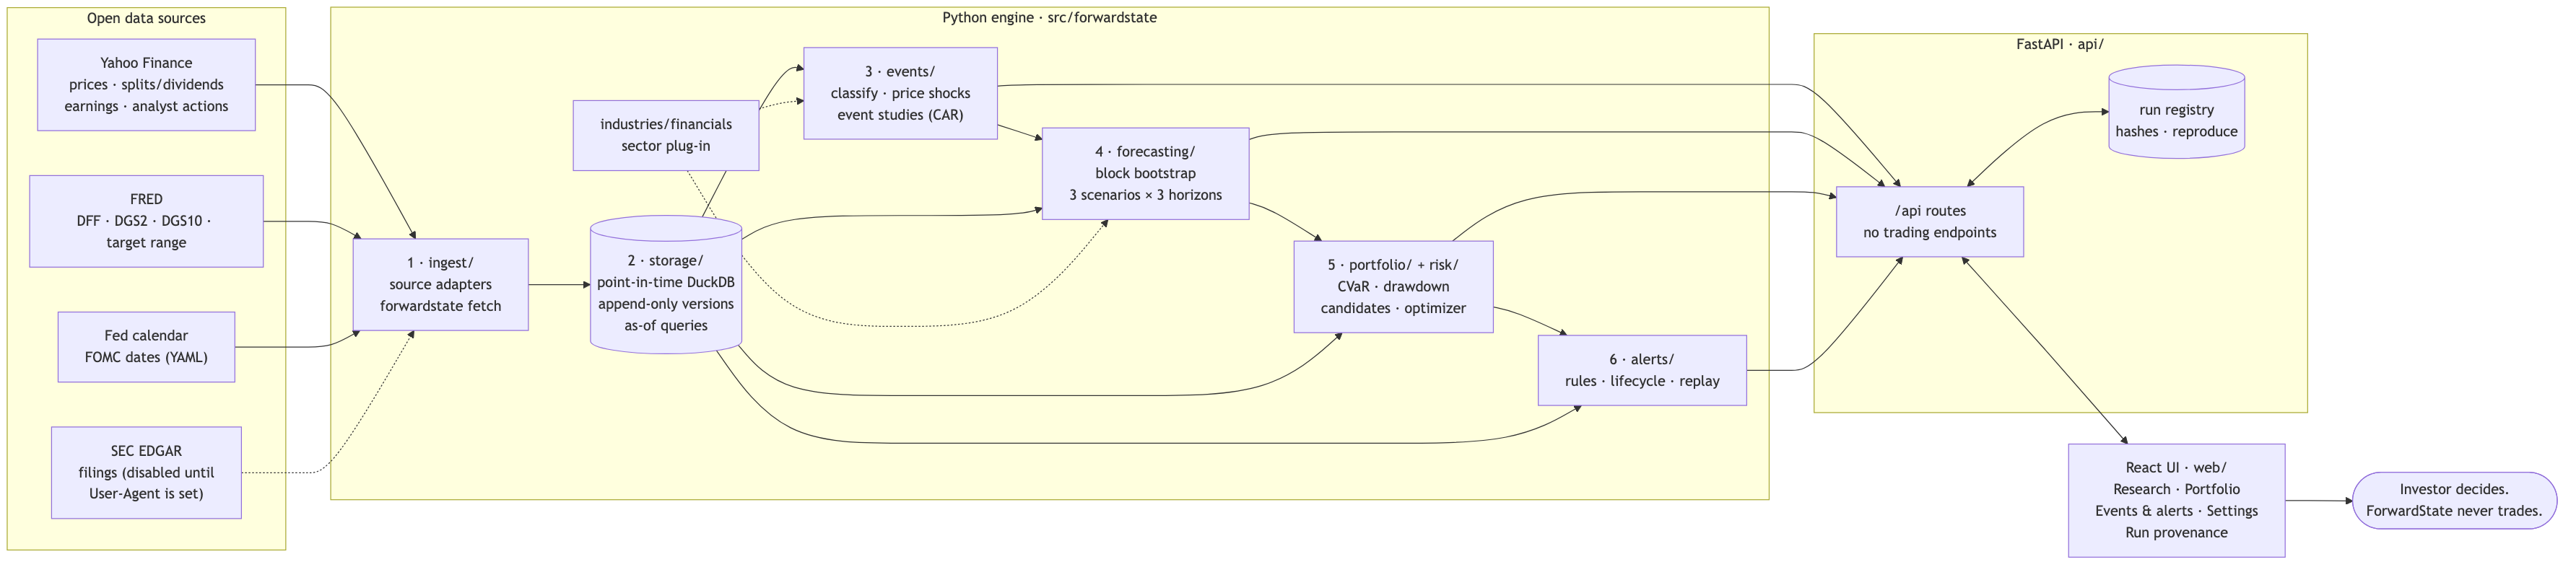 Open data sources
Yahoo Finance
prices · splits/dividends
earnings · analyst actions
FRED
DFF · DGS2 · DGS10 ·
target range
Fed calendar
FOMC dates (YAML)
SEC EDGAR
filings (disabled until
User-Agent is set)
Python engine · src/forwardstate
1 · ingest/
source adapters
forwardstate fetch
industries/financials
sector plug-in
2 · storage/
point-in-time DuckDB
append-only versions
as-of queries
3 · events/
classify · price shocks
event studies (CAR)
4 · forecasting/
block bootstrap
3 scenarios × 3 horizons
5 · portfolio/ + risk/
CVaR · drawdown
candidates · optimizer
6 · alerts/
rules · lifecycle · replay
FastAPI · api/
run registry
hashes · reproduce
/api routes
no trading endpoints
React UI · web/
Research · Portfolio
Events & alerts · Settings
Run provenance
Investor decides.
ForwardState never trades.